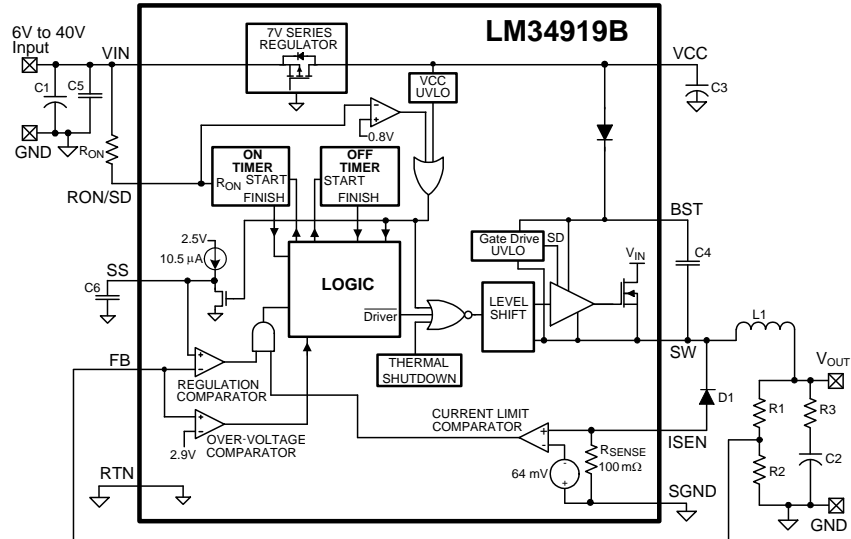 LM34919B
6V to 40V
Input
VIN
7V SERIES
REGULATOR
VCC
VCC
UVLO
C1
C5
C3
GND
RON
0.8V
ON
TIMER
OFF
TIMER
RON
START
FINISH
START
FINISH
RON/SD
BST
2.5V
10.5 µA
Gate Drive
UVLO
SD
VIN
C4
SS
C6
LOGIC
Driver
LEVEL
SHIFT
L1
SW
THERMAL
SHUTDOWN
VOUT
FB
REGULATION
COMPARATOR
D1
R1
R3
CURRENT LIMIT
COMPARATOR
ISEN
2.9V
OVER-VOLTAGE
COMPARATOR
RSENSE
100 mΩ
64 mV
R2
C2
RTN
SGND
GND